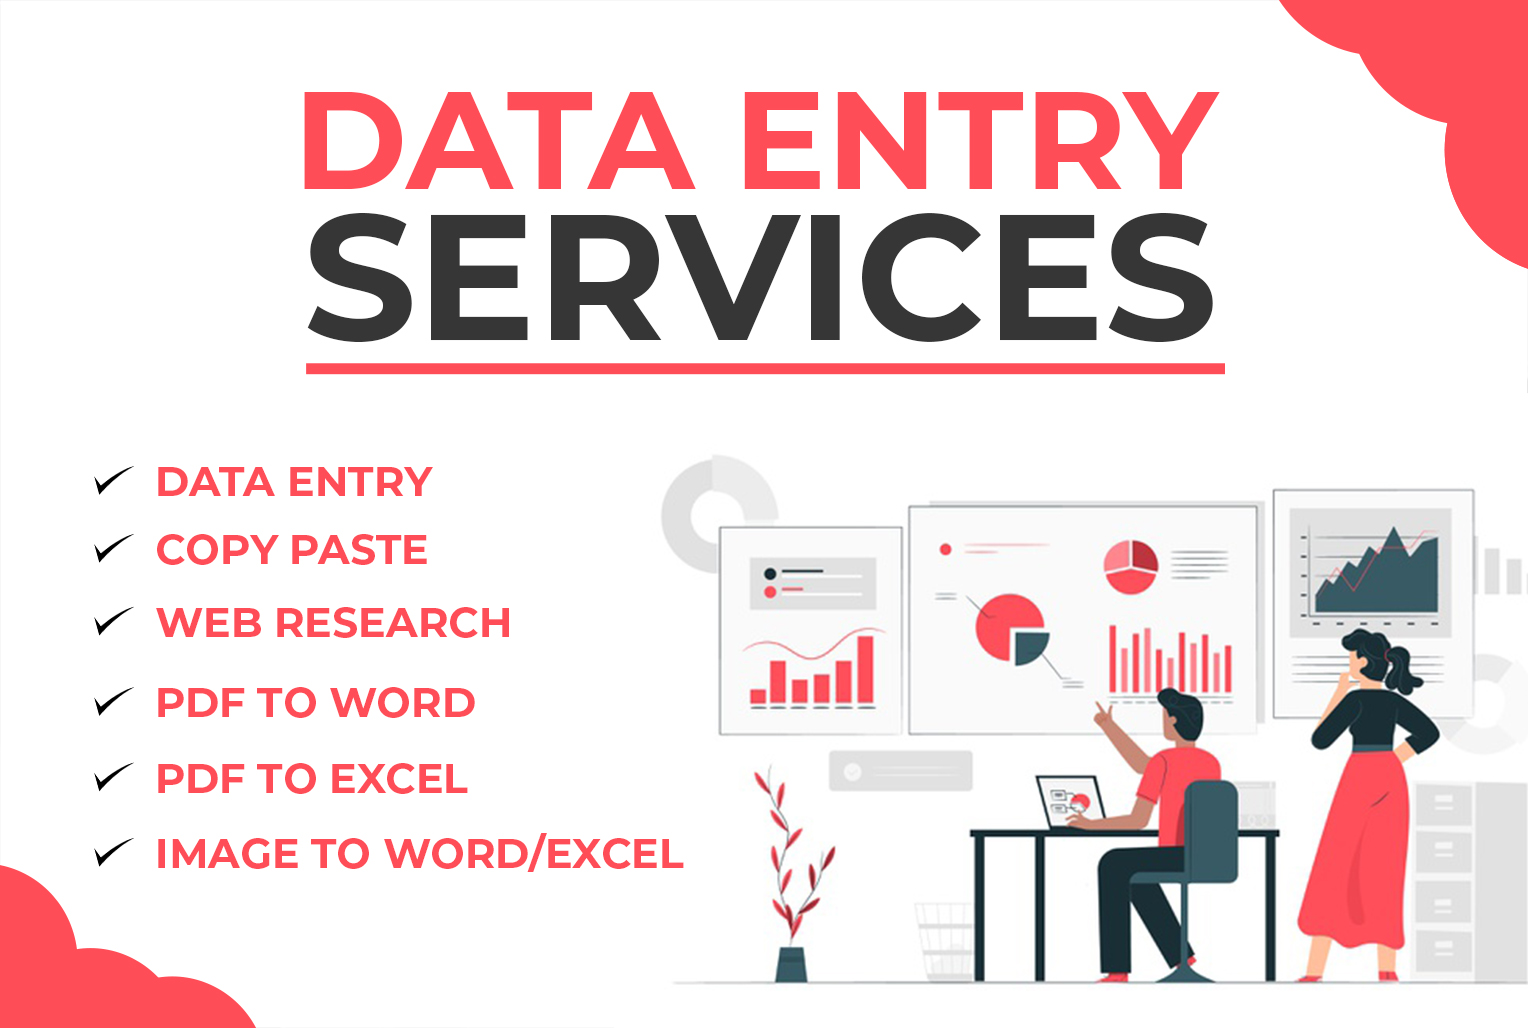 DATA ENTRY
SERVICES
DATA ENTRY
COPY PASTE
WEB RESEARCH
PDF TO WORD
PDF TO EXCEL
IMAGE TO WORD/EXCEL